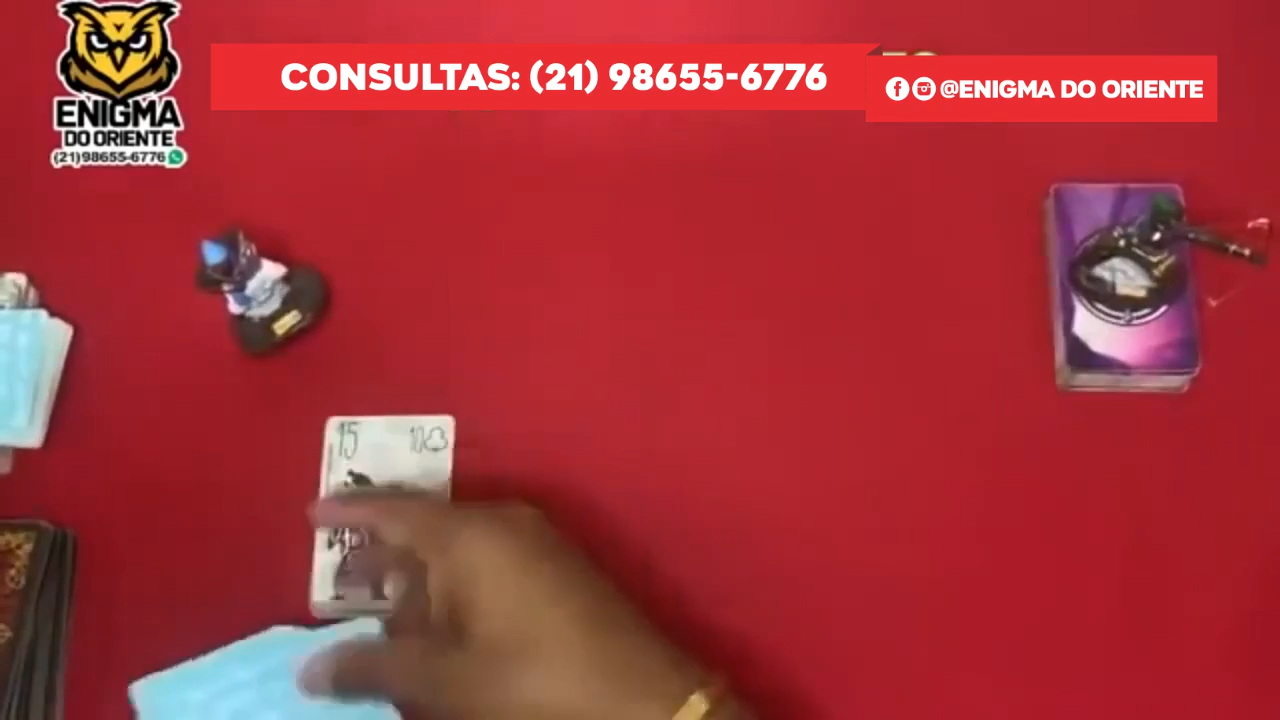 ENIGMA
DO ORIENTE
(21)98655-6776
CONSULTAS: (21) 98655-6776
@ENIGMA DO ORIENTE
15
10